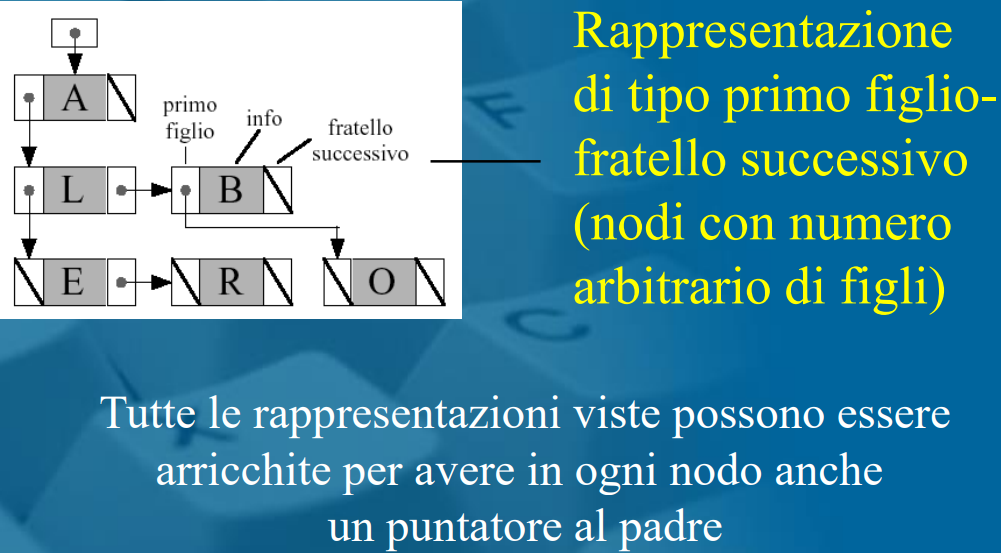 A
primo
figlio
info
fratello
successivo
L
B
E
R
O
Rappresentazione
di tipo primo figlio-
fratello successivo
(nodi con numero
arbitrario di figli)
Tutte le rappresentazioni viste possono essere
arricchite per avere in ogni nodo anche
un puntatore al padre
F
C
K